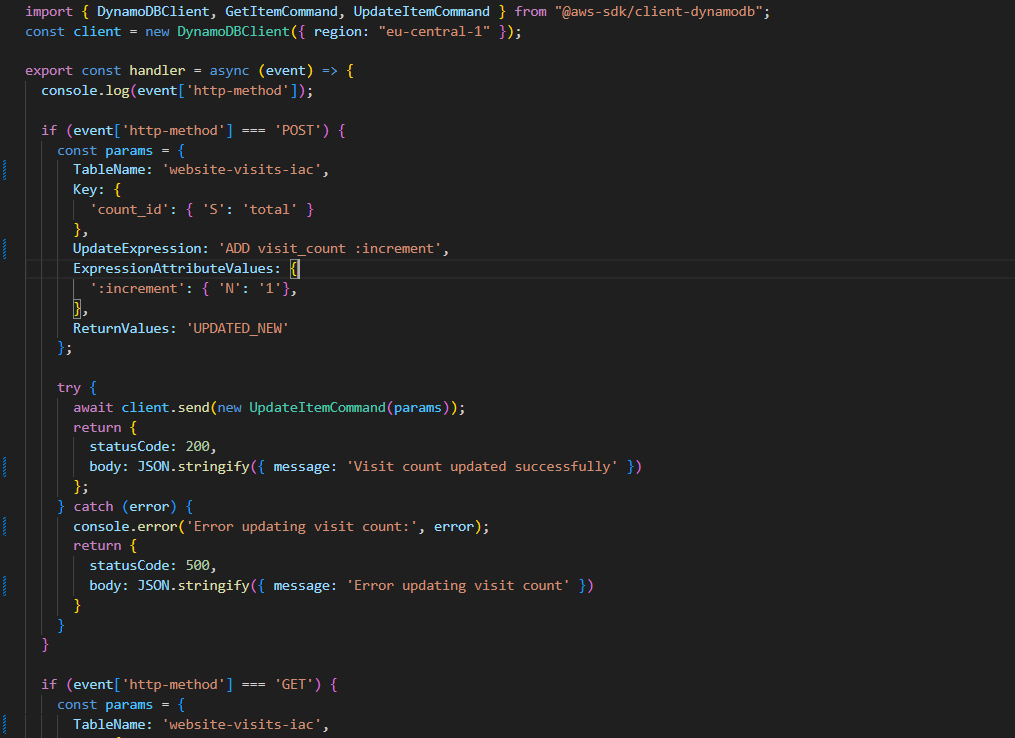 import { DynamoDBClient, GetItemCommand, UpdateItemCommand } from "@aws-sdk/client-dynamodb";
const client = new DynamoDBClient({ region: "eu-central-1" });
export const handler = async (event) => {
console.log(event['http-method']);
if (event['http-method'] === 'POST') {
const params = {
TableName: 'website-visits-iac',
Key: {
'count_id': { 'S': 'total' }
},
UpdateExpression: 'ADD visit_count :increment',
ExpressionAttributeValues: {
':increment': { 'N': '1'},
},
ReturnValues: 'UPDATED_NEW'
};
try {
await client.send(new UpdateItemCommand(params));
return {
statusCode: 200,
body: JSON.stringify({ message: 'Visit count updated successfully' })
};
} catch (error) {
console.error('Error updating visit count:', error);
return {
statusCode: 500,
body: JSON.stringify({ message: 'Error updating visit count' })
}
}
}
if (event['http-method'] === 'GET') {
const params = {
TableName: 'website-visits-iac',